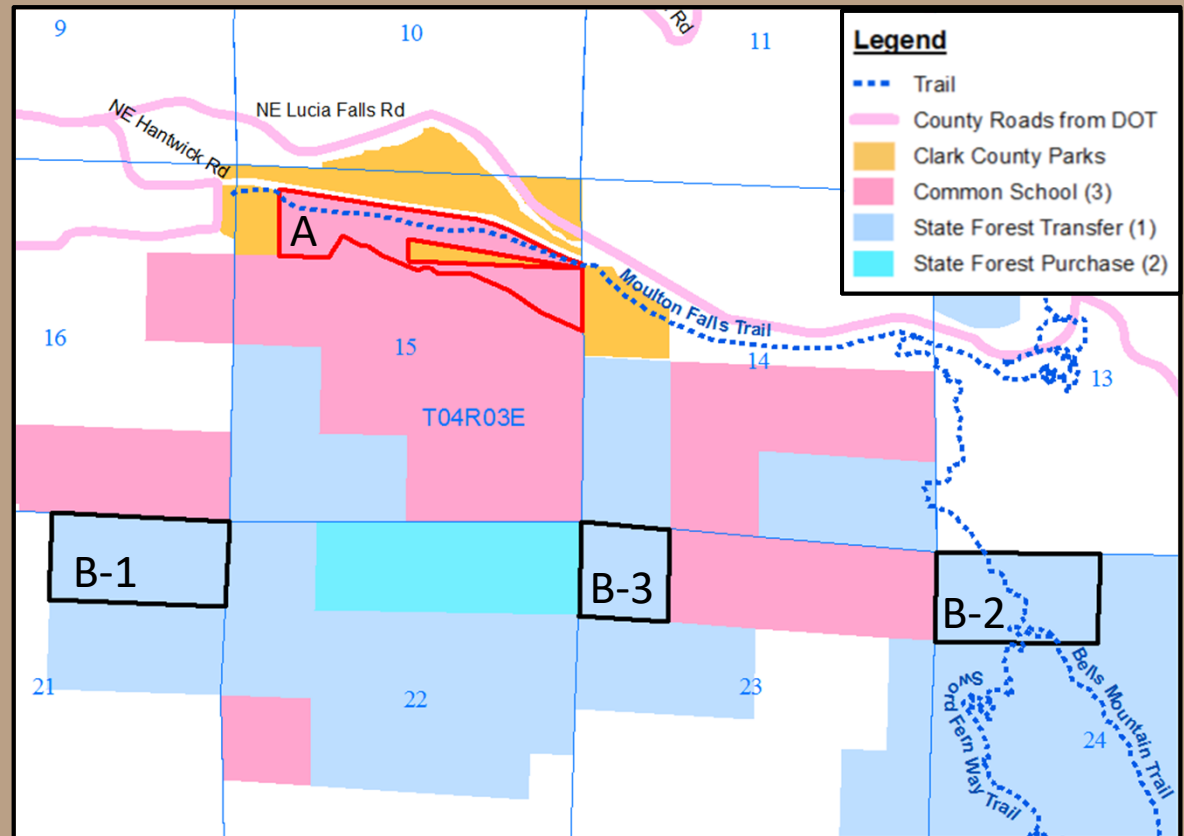 9
10
11
Rd
Legend
Trail
County Roads from DOT
Clark County Parks
Common School (3)
State Forest Transfer (1)
State Forest Purchase (2)
NE Lucia Falls Rd
NE Hantwick Rd
A
Moulton Falls Trail
16
15
14
13
T04R03E
B-1
B-3
B-2
21
22
23
24
Sword Fern Way Trail
Bells Mountain Trail